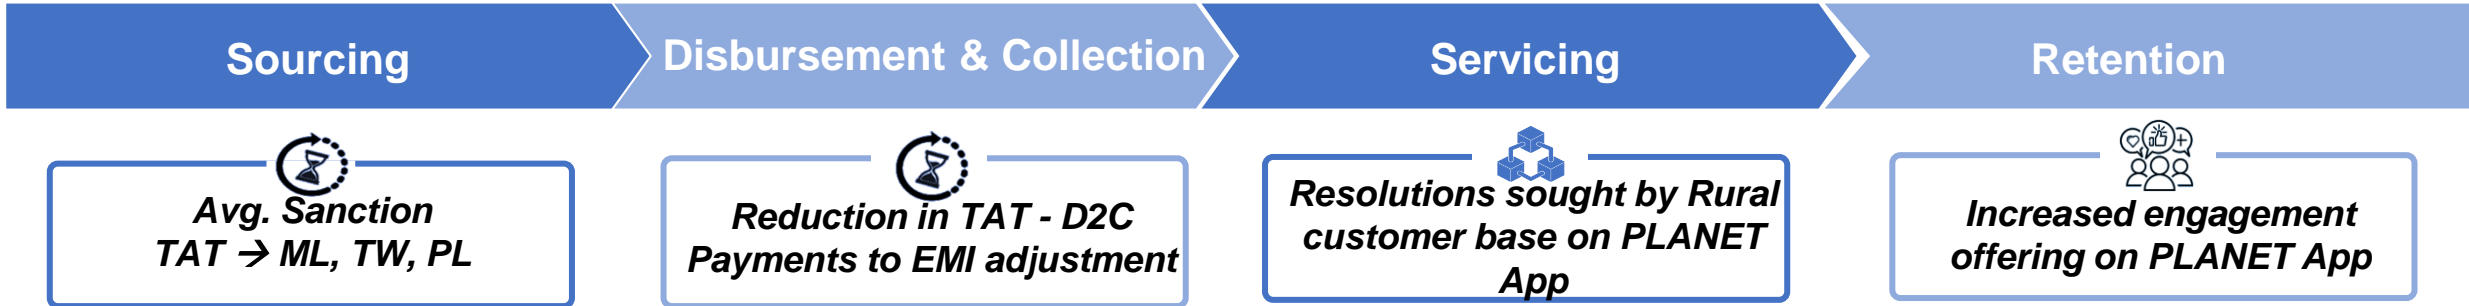 Sourcing
Disbursement & Collection
Servicing
Retention
Avg. Sanction
TAT → ML, TW, PL
Reduction in TAT - D2C
Payments to EMI adjustment
Resolutions sought by Rural
customer base on PLANET
App
Increased engagement
offering on PLANET App